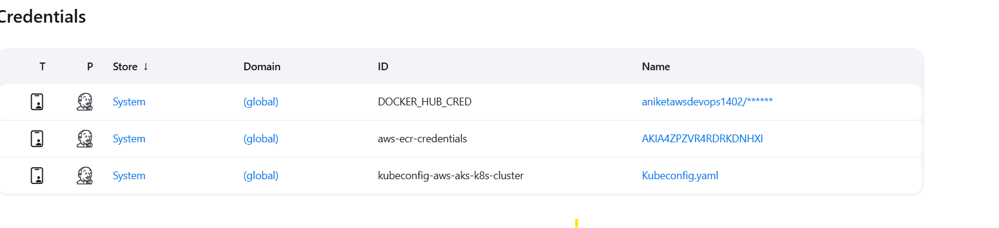 Credentials
T P Store ↓ Domain ID Name
System (global) DOCKER_HUB_CRED aniketawsdevops1402/******
System (global) aws-ecr-credentials AKIA4ZPZVR4RDRKDNHXI
System (global) kubeconfig-aws-aks-k8s-cluster Kubeconfig.yaml